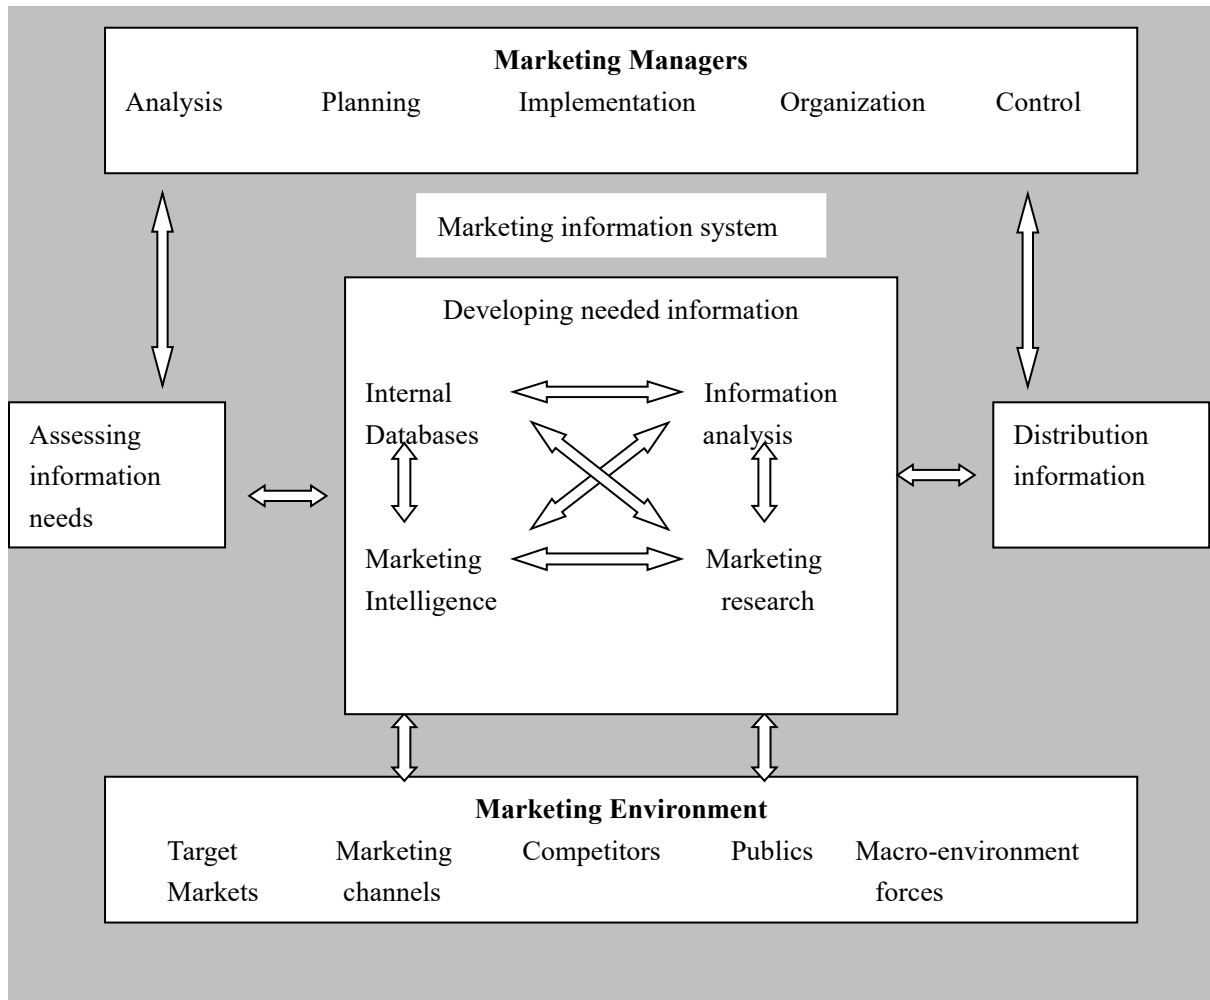 Marketing Managers
Analysis Planning Implementation Organization Control
Marketing information system
Developing needed information
Internal
Databases
Information
analysis
Marketing
Intelligence
Marketing
research
Assessing
information
needs
Distribution
information
Marketing Environment
Target
Markets
Marketing
channels
Competitors
Publics
Macro-environment
forces